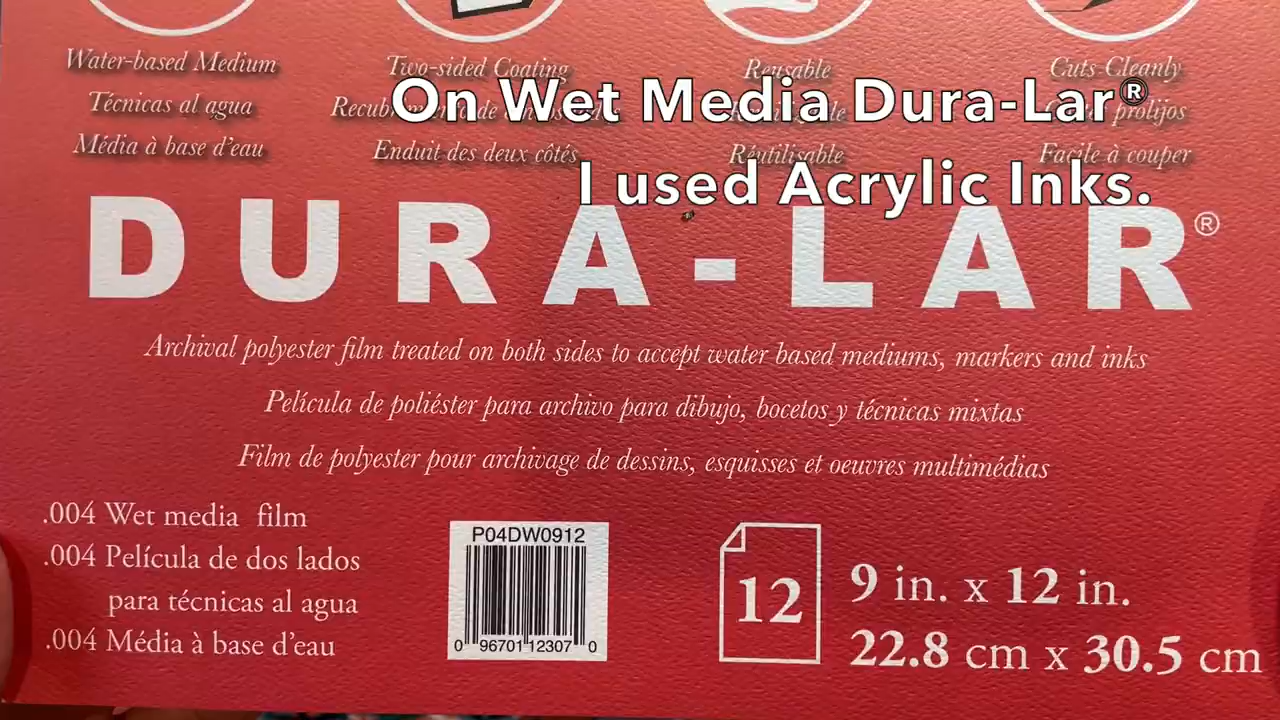 Water-based Medium Two-sided Coating Reusable Cuts Cleanly
On Wet Media Dura-Lar®
Técnicas al agua prolijos
Média à base d'eau Enduit des deux côtés Réutilisable Facile à couper
I used Acrylic Inks.
DURA-LAR®
Archival polyester film treated on both sides to accept water based mediums, markers and inks
Película de poliéster para archivo para dibujo, bocetos y técnicas mixtas
Film de polyester pour archivage de dessins, esquisses et oeuvres multimédias
.004 Wet media film
.004 Película de dos lados
para técnicas al agua
.004 Média à base d'eau
P04DW0912
0 96701 12307 0
12
9 in. x 12 in.
22.8 cm x 30.5 cm